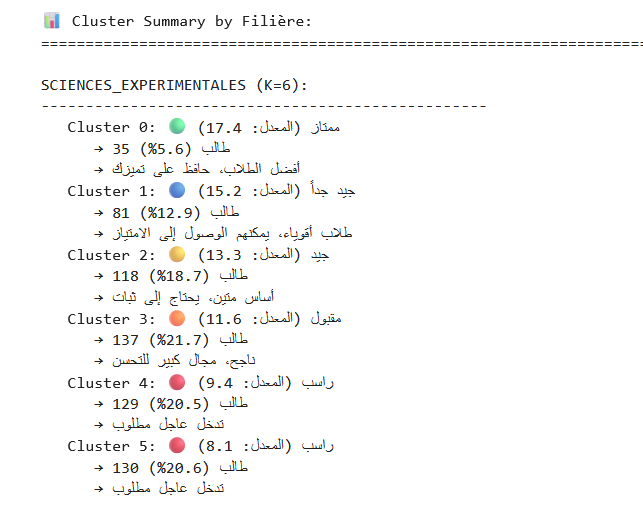 📊 Cluster Summary by Filière:
======================================================================
SCIENCES_EXPERIMENTALES (K=6):
--------------------------------------------------
Cluster 0: 🟢 ممتاز (المعدل: 17.4)
→ 35 طالب (5.6%)
→ أفضل الطلاب، حافظ على تميزك
Cluster 1: 🔵 جيد جداً (المعدل: 15.2)
→ 81 طالب (12.9%)
→ طلاب أقوياء، يمكنهم الوصول إلى الامتياز
Cluster 2: 🟡 جيد (المعدل: 13.3)
→ 118 طالب (18.7%)
→ أساس متين، يحتاج إلى ثبات
Cluster 3: 🟠 مقبول (المعدل: 11.6)
→ 137 طالب (21.7%)
→ ناجح، مجال كبير للتحسن
Cluster 4: 🔴 راسب (المعدل: 9.4)
→ 129 طالب (20.5%)
→ تدخل عاجل مطلوب
Cluster 5: 🔴 راسب (المعدل: 8.1)
→ 130 طالب (20.6%)
→ تدخل عاجل مطلوب